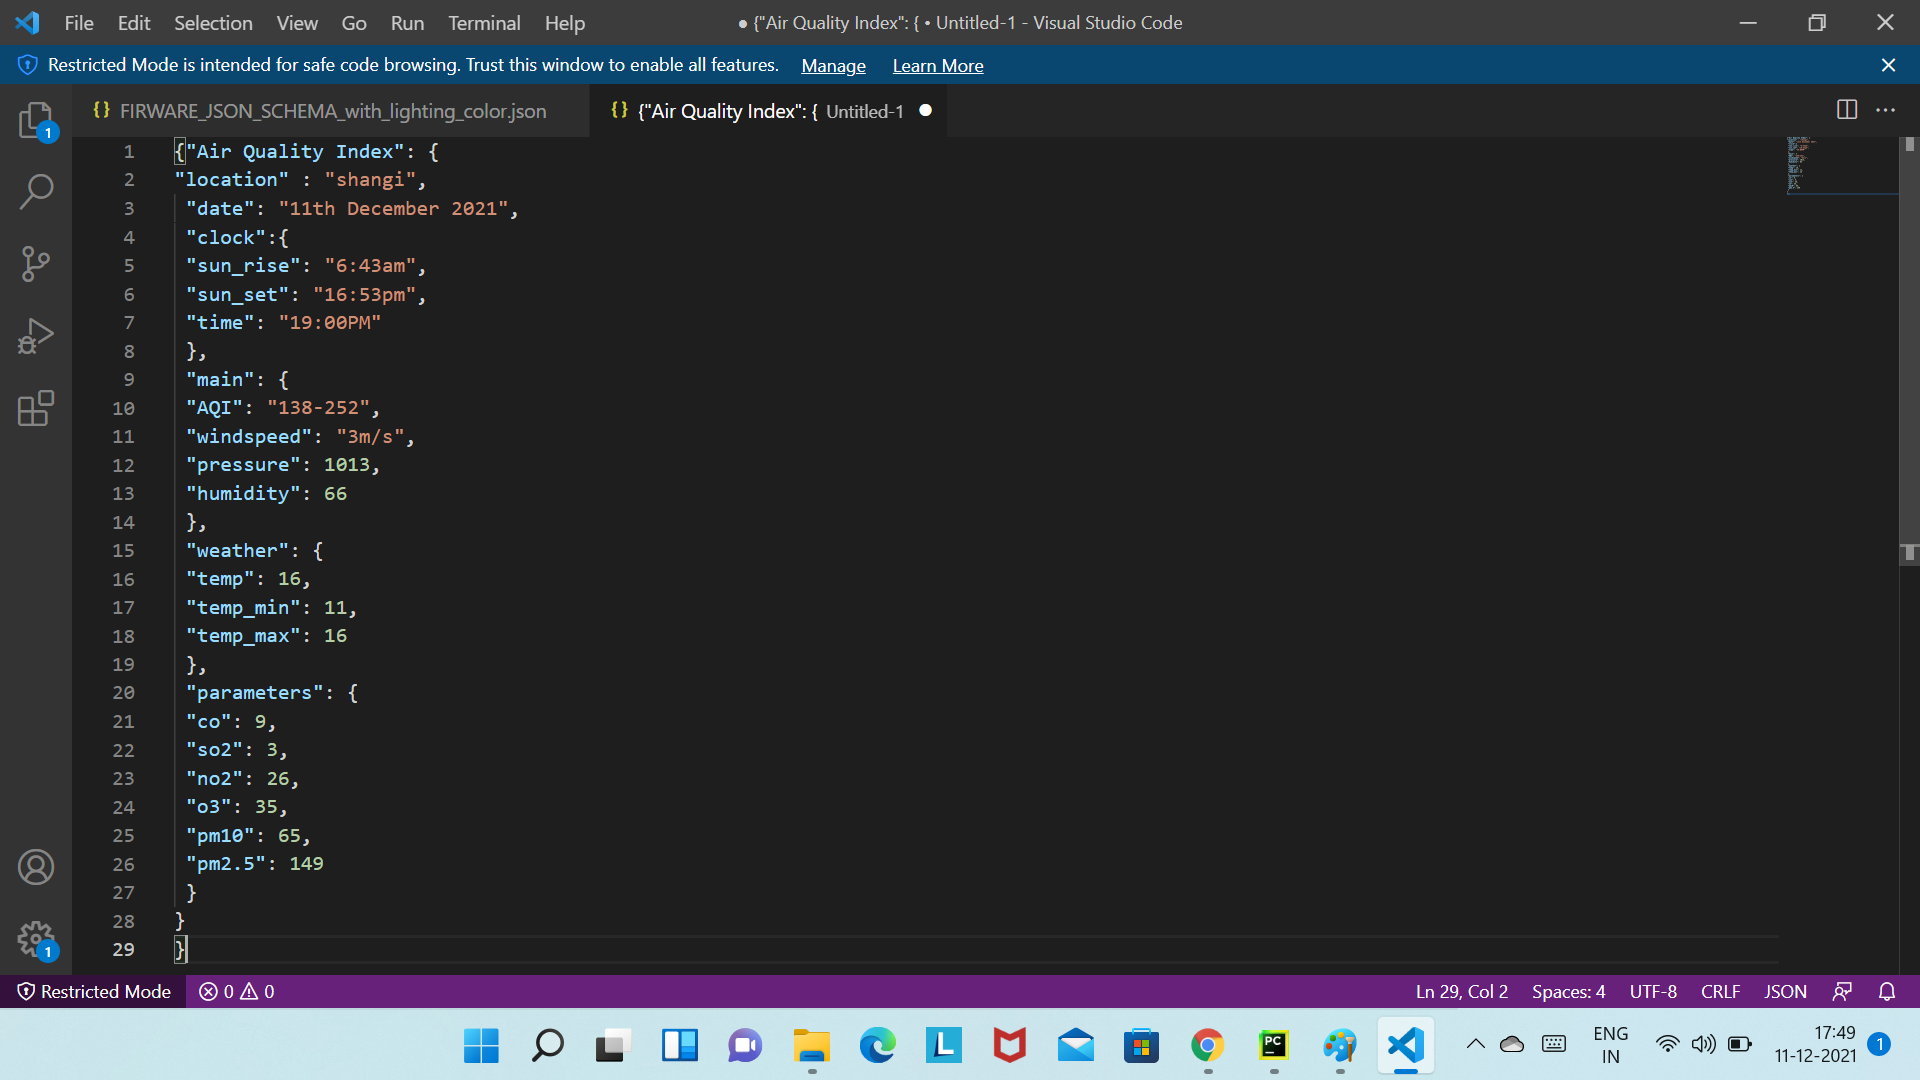 File Edit Selection View Go Run Terminal Help ● {"Air Quality Index": { • Untitled-1 - Visual Studio Code
Restricted Mode is intended for safe code browsing. Trust this window to enable all features. Manage Learn More
{} FIRWARE_JSON_SCHEMA_with_lighting_color.json {} {"Air Quality Index": { Untitled-1 ●
1 {"Air Quality Index": {
2 "location" : "shangi",
3 "date": "11th December 2021",
4 "clock":{
5 "sun_rise": "6:43am",
6 "sun_set": "16:53pm",
7 "time": "19:00PM"
8 },
9 "main": {
10 "AQI": "138-252",
11 "windspeed": "3m/s",
12 "pressure": 1013,
13 "humidity": 66
14 },
15 "weather": {
16 "temp": 16,
17 "temp_min": 11,
18 "temp_max": 16
19 },
20 "parameters": {
21 "co": 9,
22 "so2": 3,
23 "no2": 26,
24 "o3": 35,
25 "pm10": 65,
26 "pm2.5": 149
27 }
28 }
29 }
1
1
Restricted Mode 0 0 Ln 29, Col 2 Spaces: 4 UTF-8 CRLF JSON
L PC ENG IN 17:49 11-12-2021 1